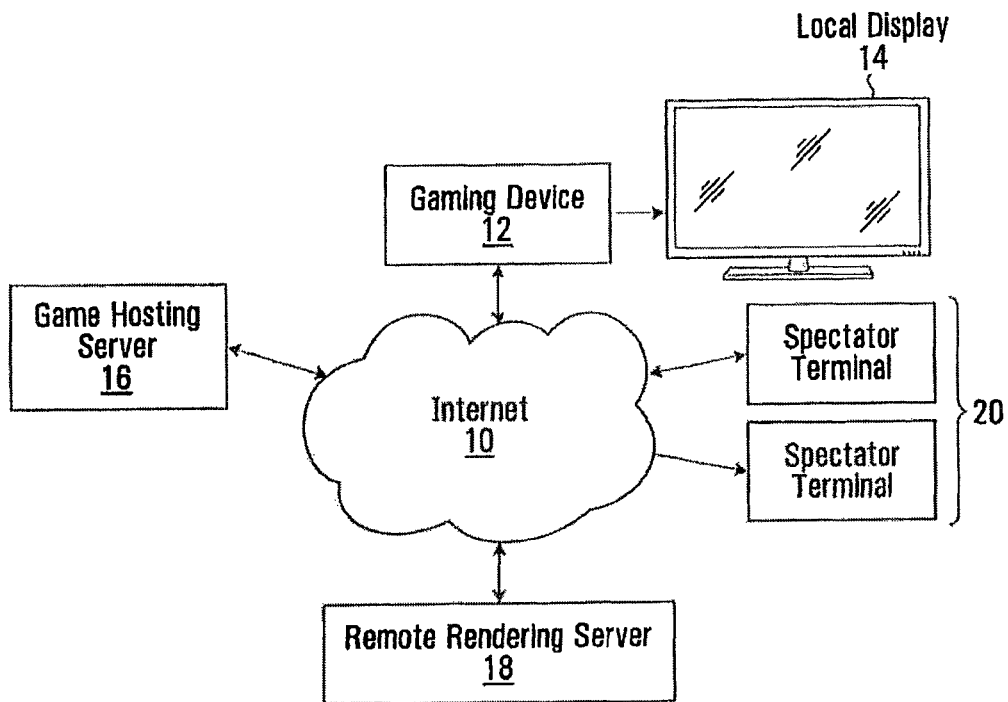 Local Display
14
Gaming Device
12
Game Hosting
Server
16
Internet
10
Spectator
Terminal
Spectator
Terminal
20
Remote Rendering Server
18